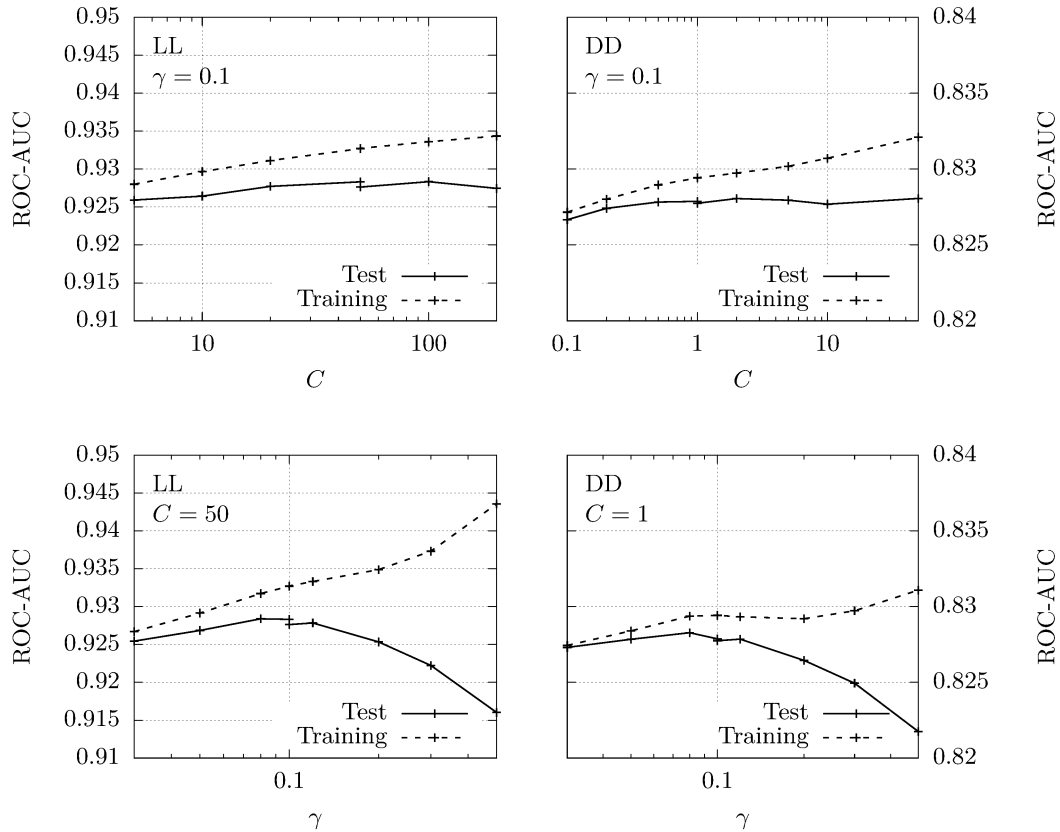 0.95
0.945
0.94
0.935
0.93
0.925
0.92
0.915
0.91
ROC-AUC
LL
γ = 0.1
Test
Training
10
100
C
DD
γ = 0.1
Test
Training
0.1
1
10
C
0.84
0.835
0.83
0.825
0.82
ROC-AUC
0.95
0.945
0.94
0.935
0.93
0.925
0.92
0.915
0.91
ROC-AUC
LL
C = 50
Test
Training
0.1
γ
DD
C = 1
Test
Training
0.1
γ
0.84
0.835
0.83
0.825
0.82
ROC-AUC